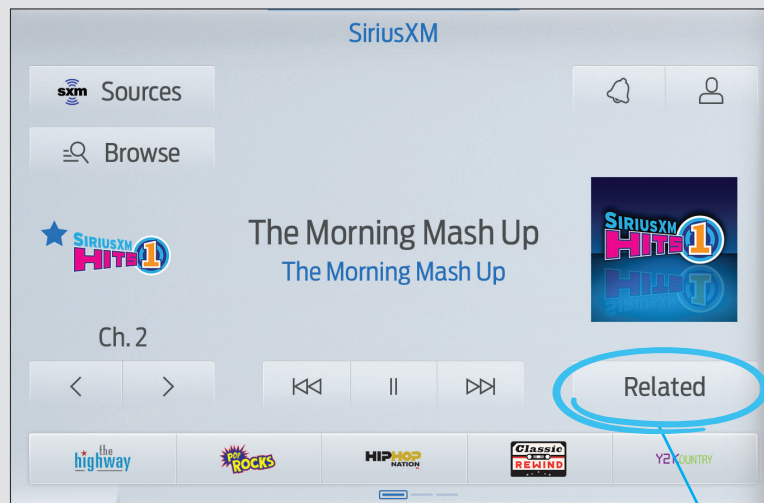 SiriusXM
sxm Sources
Browse
SIRIUSXM
HITS 1
The Morning Mash Up
The Morning Mash Up
SIRIUSXM
HITS 1
Ch. 2
Related
the
highway
POP
ROCKS
HIPHOP
NATION
Classic
REWIND
Y2KOUNTRY